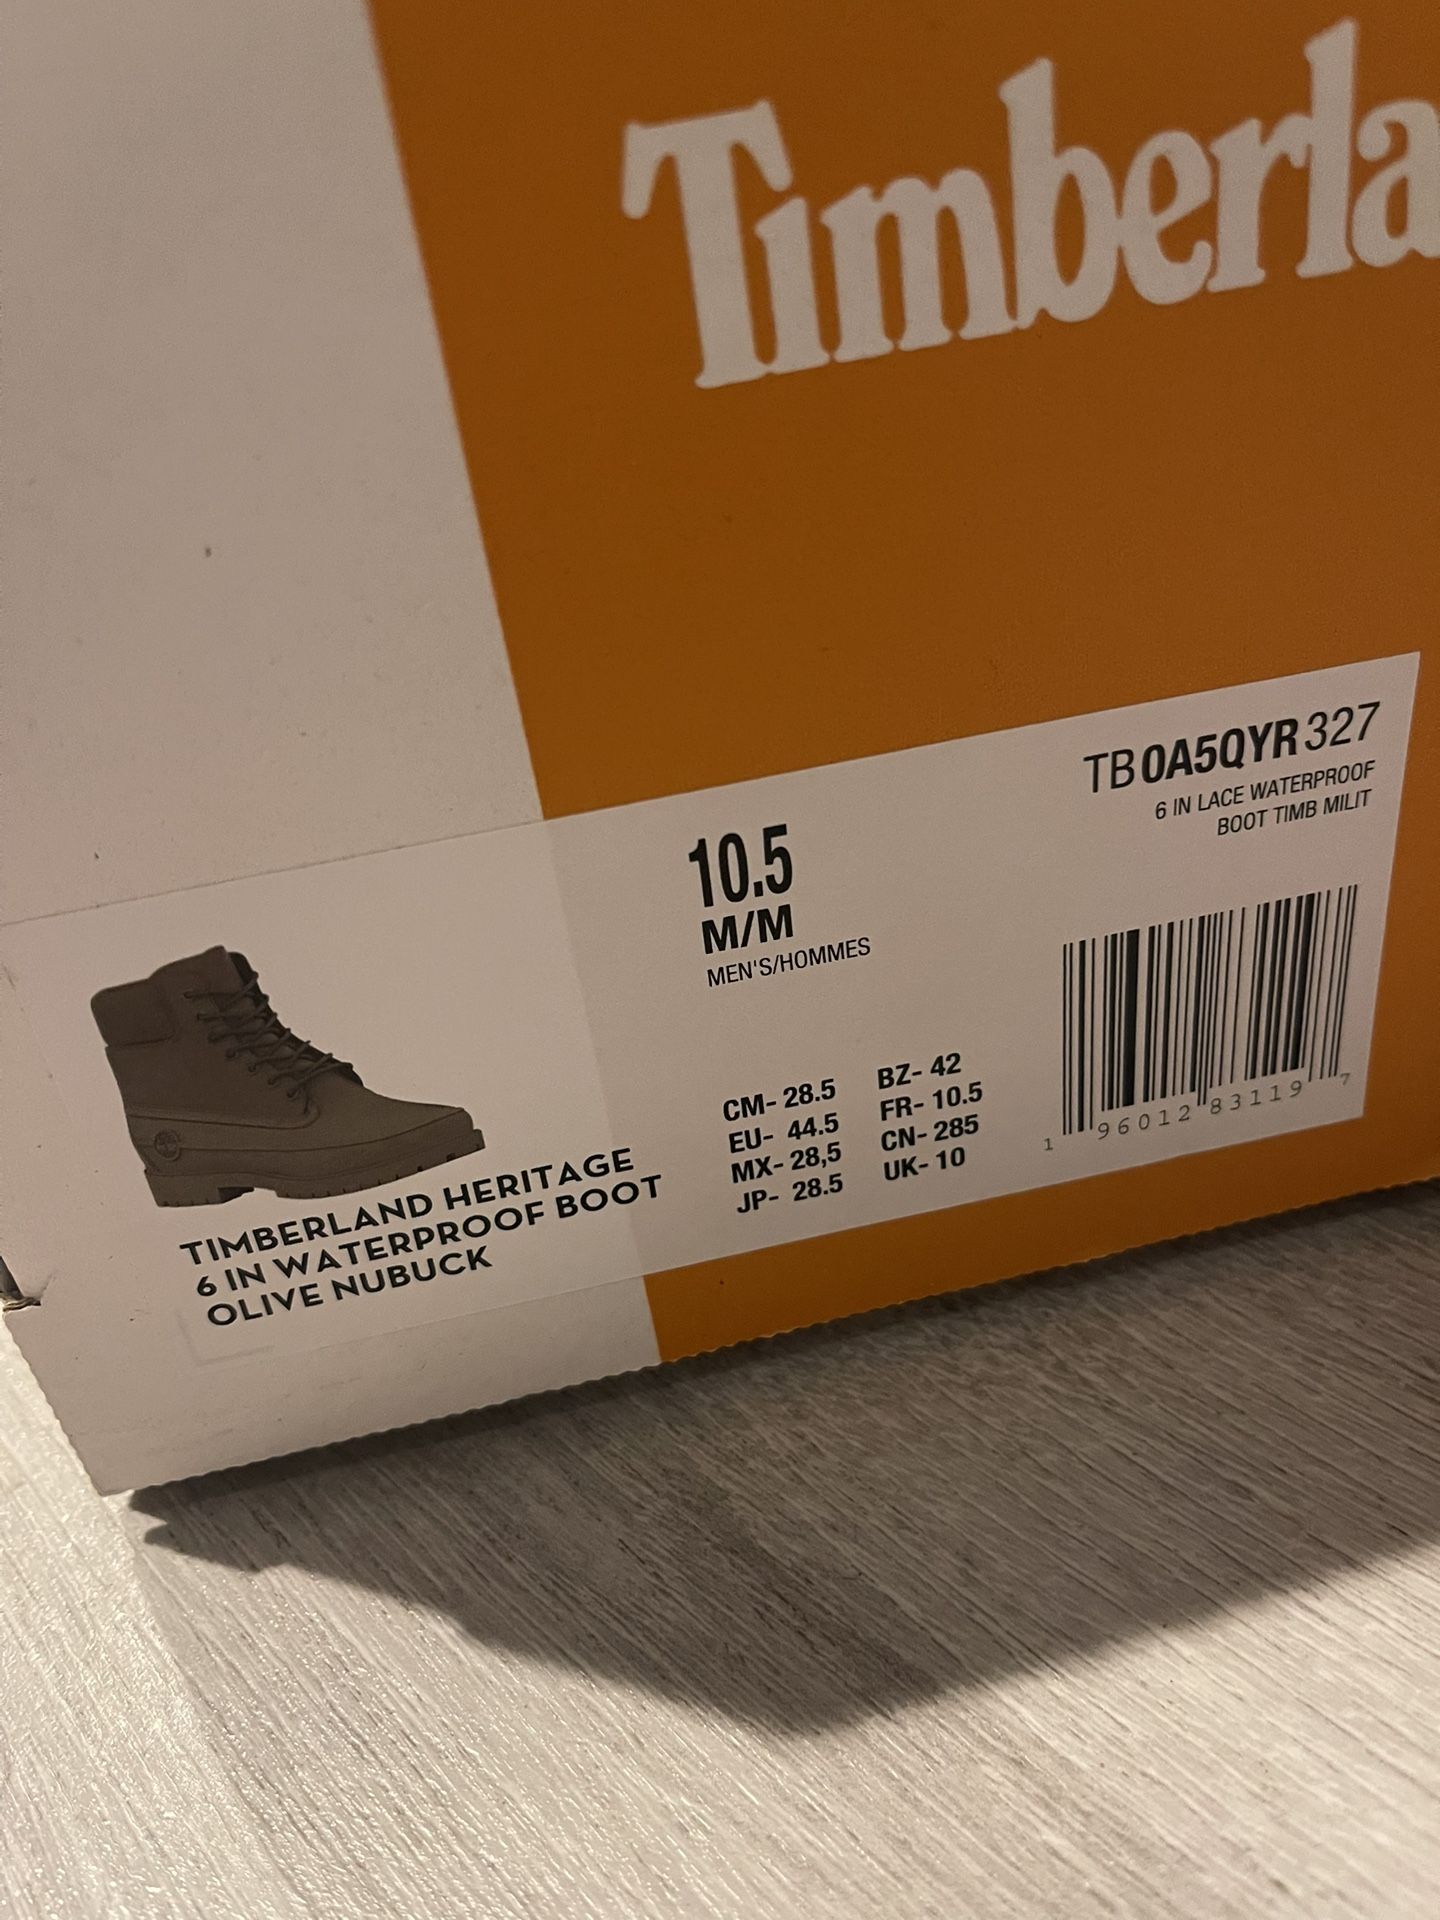 Timberla
TB0A5QYR327
6 IN LACE WATERPROOF
BOOT TIMB MILIT
10.5
M/M
MEN'S/HOMMES
CM- 28.5 BZ- 42
EU- 44.5 FR- 10.5
MX- 28,5 CN- 285
JP- 28.5 UK- 10
1 96012 83119 7
TIMBERLAND HERITAGE
6 IN WATERPROOF BOOT
OLIVE NUBUCK